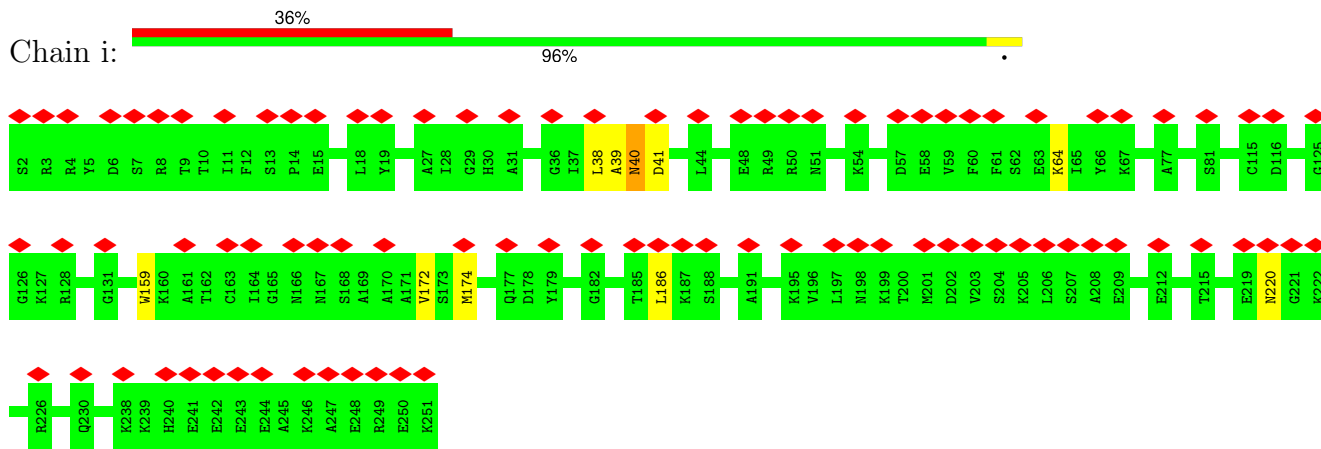 36%
Chain i:
96%
.
S2 R3 R4 Y5 D6 S7 R8 T9 T10 I11 F12 S13 P14 E15 L18 Y19 A27 I28 G29 H30 A31 G36 I37 L38 A39 N40 D41 L44 E48 R49 R50 N51 K54 D57 E58 V59 F60 F61 S62 E63 K64 I65 Y66 K67 A77 S81 C115 D116 G125
G126 K127 R128 G131 W159 K160 A161 T162 C163 I164 G165 N166 N167 S168 A169 A170 A171 V172 S173 M174 Q177 D178 Y179 G182 T185 L186 K187 S188 A191 K195 V196 L197 N198 K199 T200 M201 D202 V203 S204 K205 L206 S207 A208 E209 E212 T215 E219 N220 G221 K222
R226 Q230 K238 K239 H240 E241 E242 E243 E244 A245 K246 A247 E248 R249 E250 K251